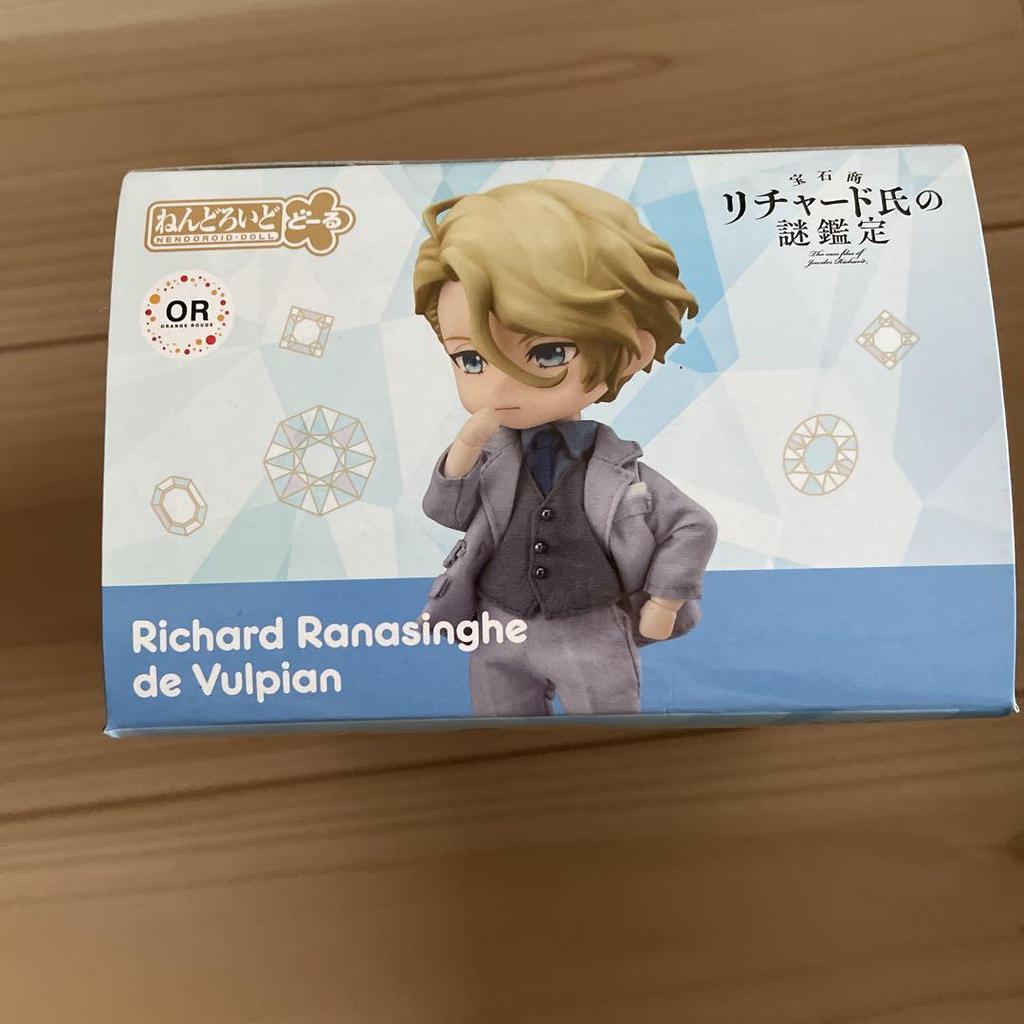 ねんどろいど どーる
NENDOROID・DOLL
OR
ORANGE ROUGE
宝石商
リチャード氏の
謎鑑定
The case files of
Jeweler Richard.
Richard Ranasinghe
de Vulpian